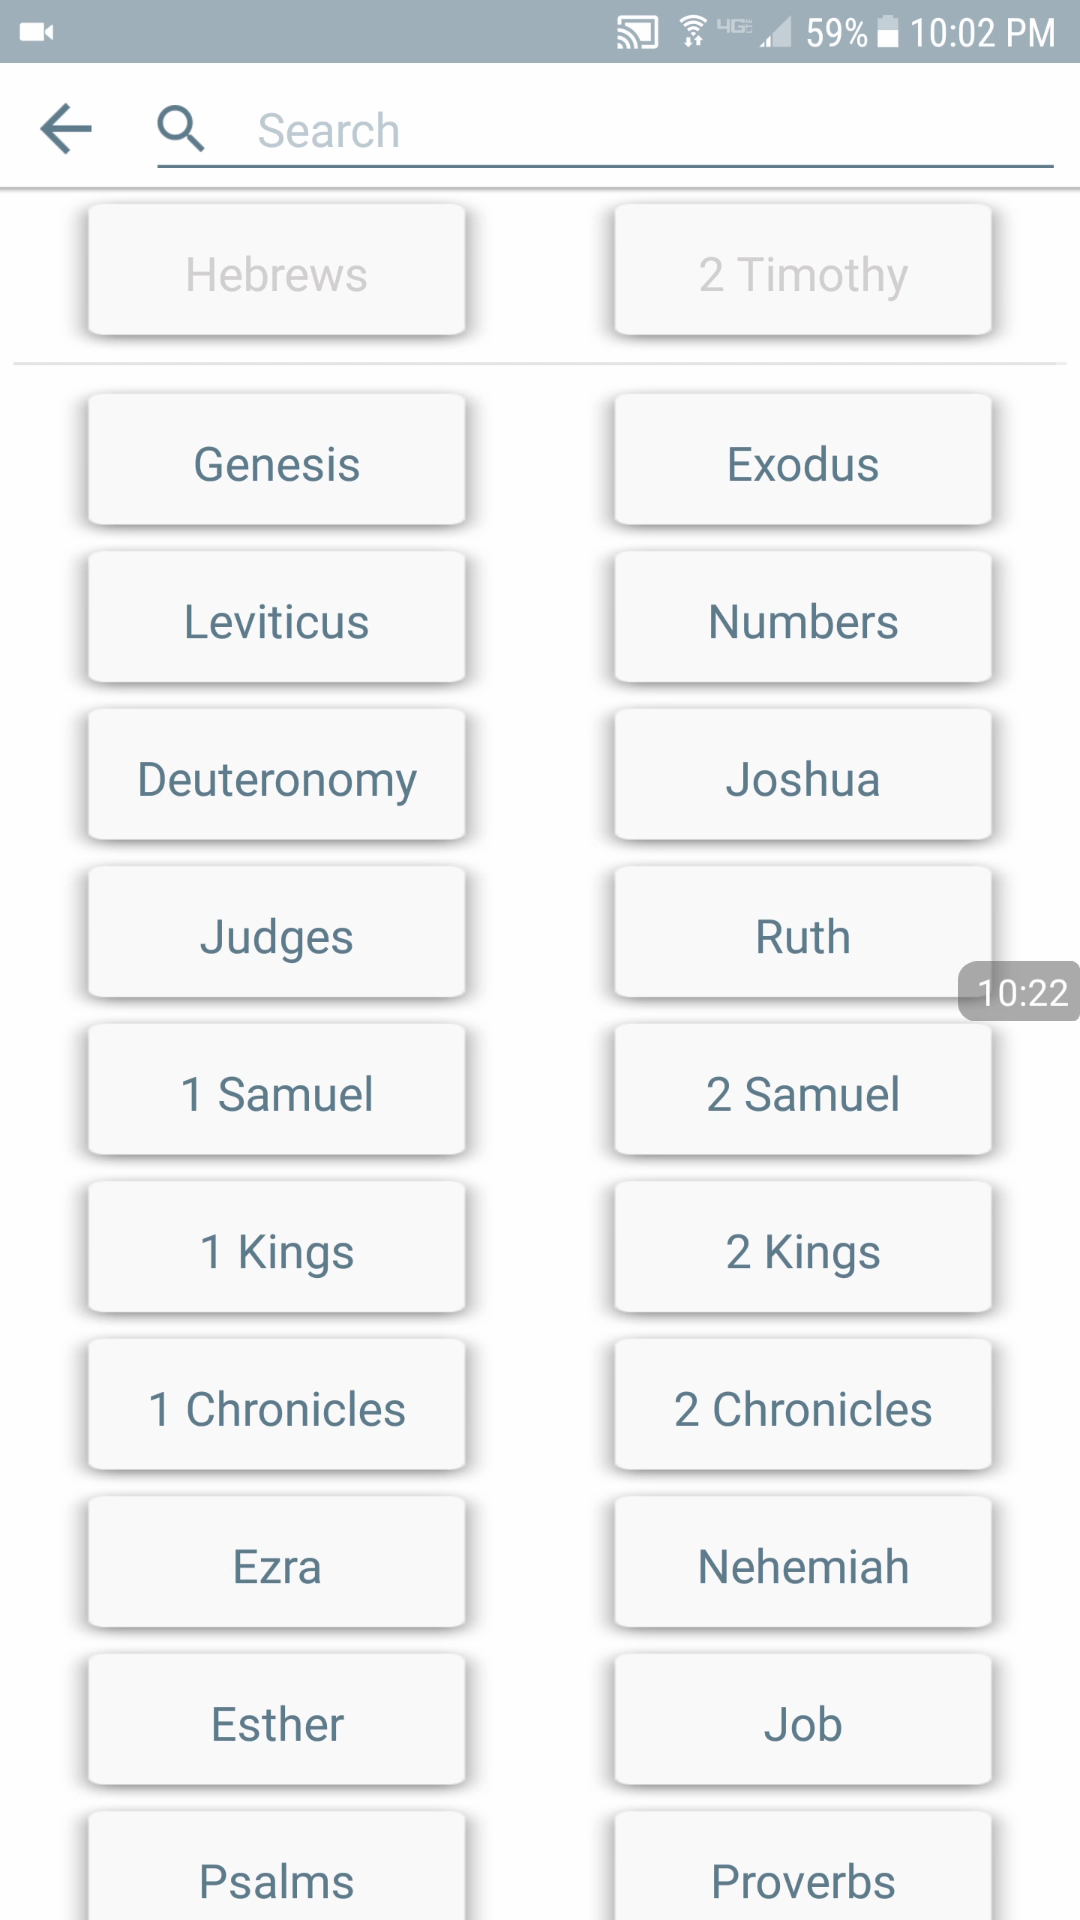 4G 59% 10:02 PM
Search
Hebrews 2 Timothy
Genesis Exodus
Leviticus Numbers
Deuteronomy Joshua
Judges Ruth
10:22
1 Samuel 2 Samuel
1 Kings 2 Kings
1 Chronicles 2 Chronicles
Ezra Nehemiah
Esther Job
Psalms Proverbs